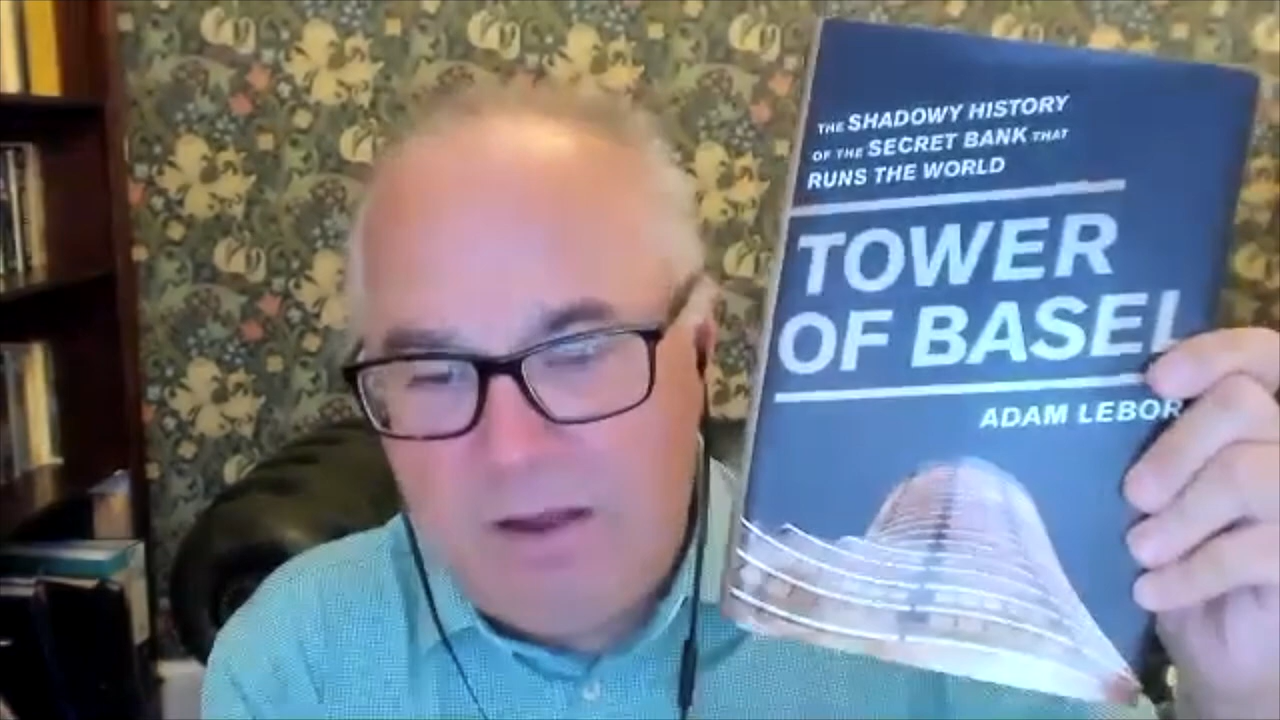 THE SHADOWY HISTORY
OF THE SECRET BANK THAT
RUNS THE WORLD
TOWER
OF BASEL
ADAM LEBOR